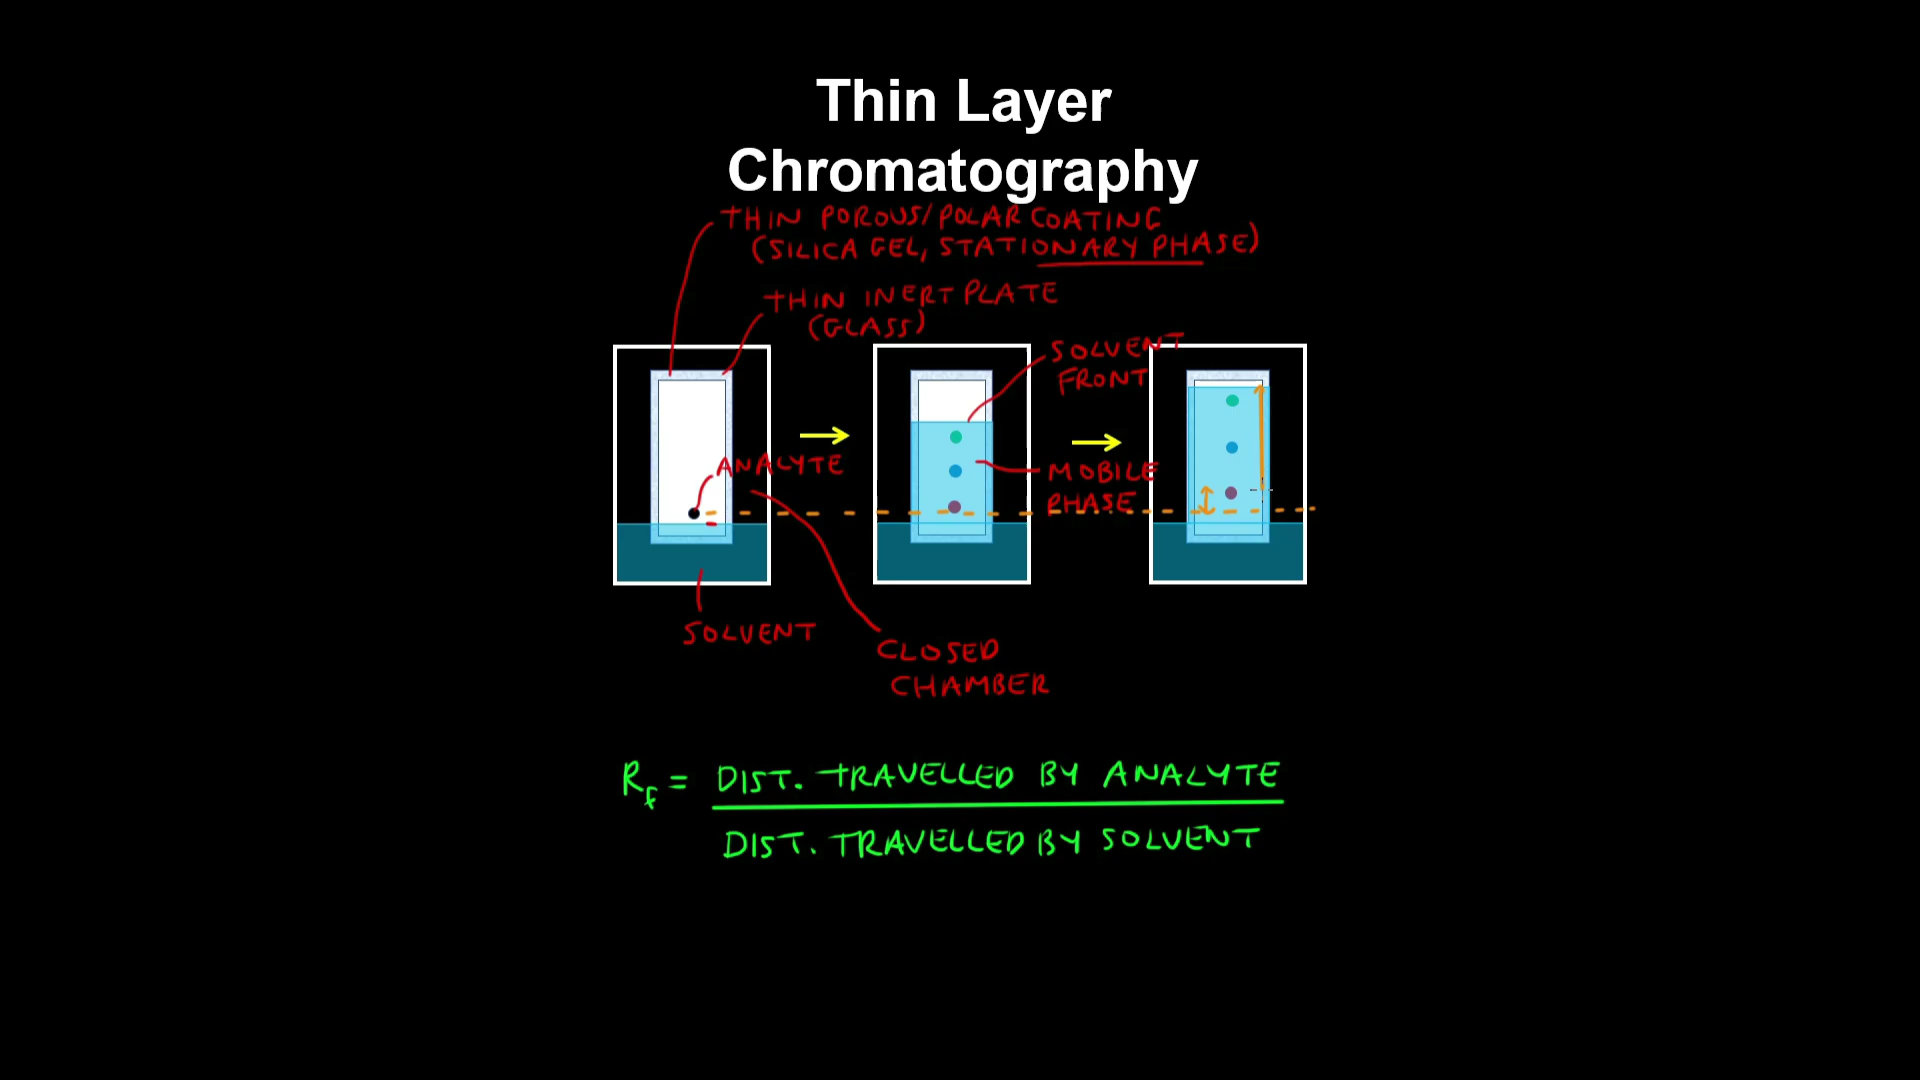 Thin Layer
Chromatography
THIN POROUS/POLAR COATING
(SILICA GEL, STATIONARY PHASE)
THIN INERT PLATE
(GLASS)
SOLVENT
FRONT
ANALYTE
MOBILE
PHASE
SOLVENT
CLOSED
CHAMBER
Rf = DIST. TRAVELLED BY ANALYTE
DIST. TRAVELLED BY SOLVENT